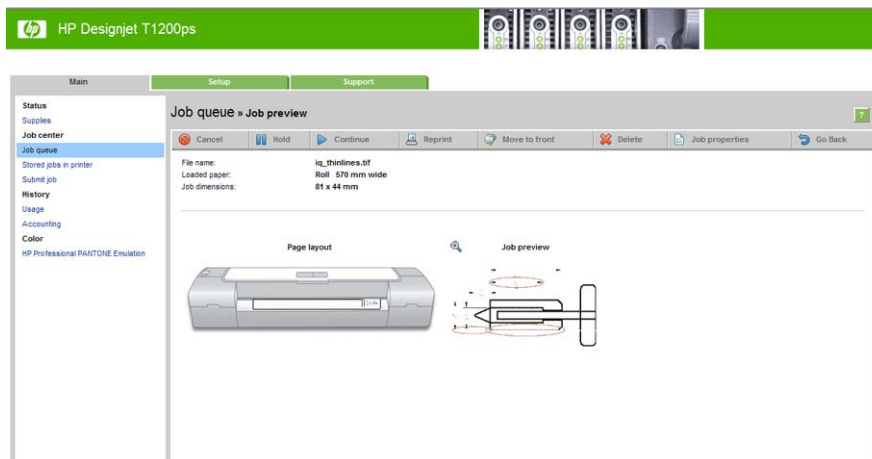 hp HP Designjet T1200ps
Main Setup Support
Status
Supplies
Job center
Job queue
Stored jobs in printer
Submit job
History
Usage
Accounting
Color
HP Professional PANTONE Emulation
Job queue » Job preview
?
Cancel Hold Continue Reprint Move to front Delete Job properties Go Back
File name: iq_thinlines.tif
Loaded paper: Roll 570 mm wide
Job dimensions: 81 x 44 mm
Page layout Job preview